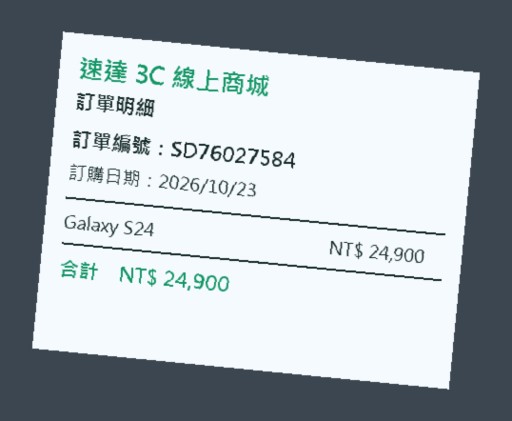 速達 3C 線上商城
訂單明細
訂單編號：SD76027584
訂購日期：2026/10/23
Galaxy S24 NT$ 24,900
合計 NT$ 24,900